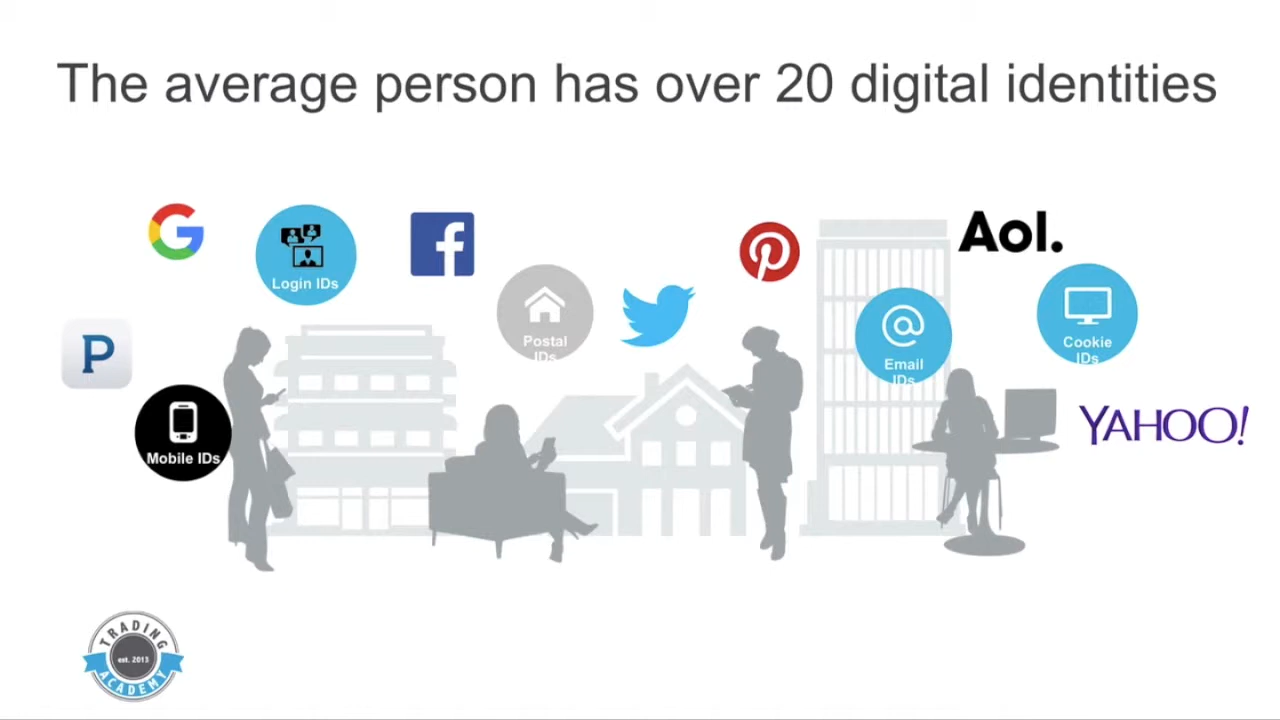 The average person has over 20 digital identities
G
Login IDs
f
P
Aol.
Postal
IDs
Email
IDs
Cookie
IDs
P
Mobile IDs
YAHOO!
TRADING
est. 2013
ACADEMY